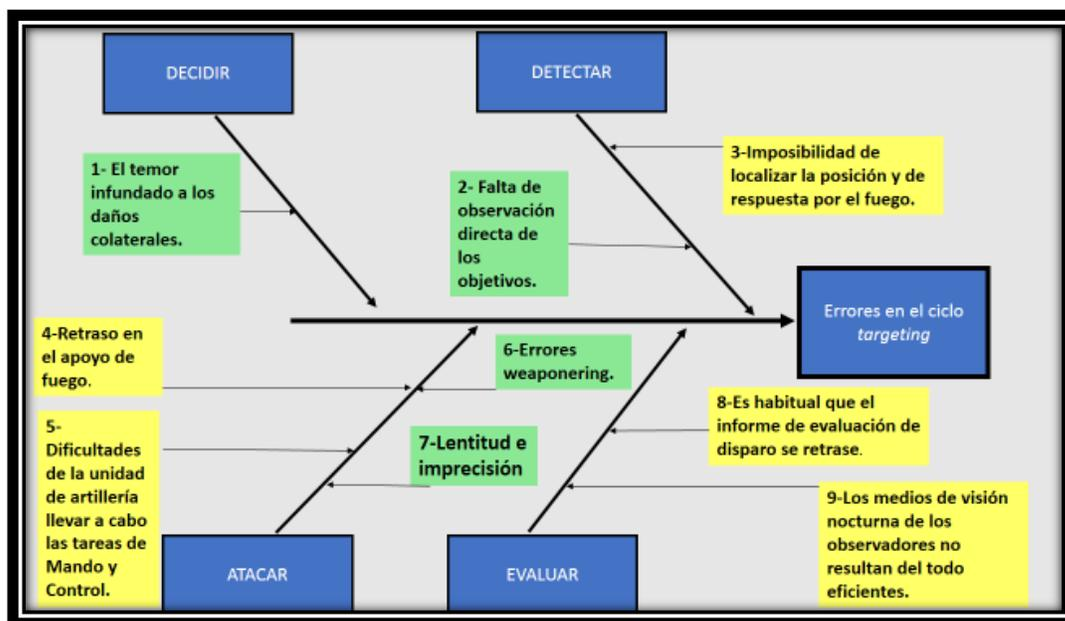 DECIDIR
DETECTAR
1- El temor
infundado a los
daños
colaterales.
2- Falta de
observación
directa de
los
objetivos.
3-Imposibilidad de
localizar la posición y de
respuesta por el fuego.
Errores en el ciclo
targeting
4-Retraso en
el apoyo de
fuego.
6-Errores
weaponering.
5-
Dificultades
de la unidad
de artillería
llevar a cabo
las tareas de
Mando y
Control.
7-Lentitud e
imprecisión
8-Es habitual que el
informe de evaluación de
disparo se retrase.
9-Los medios de visión
nocturna de los
observadores no
resultan del todo
eficientes.
ATACAR
EVALUAR